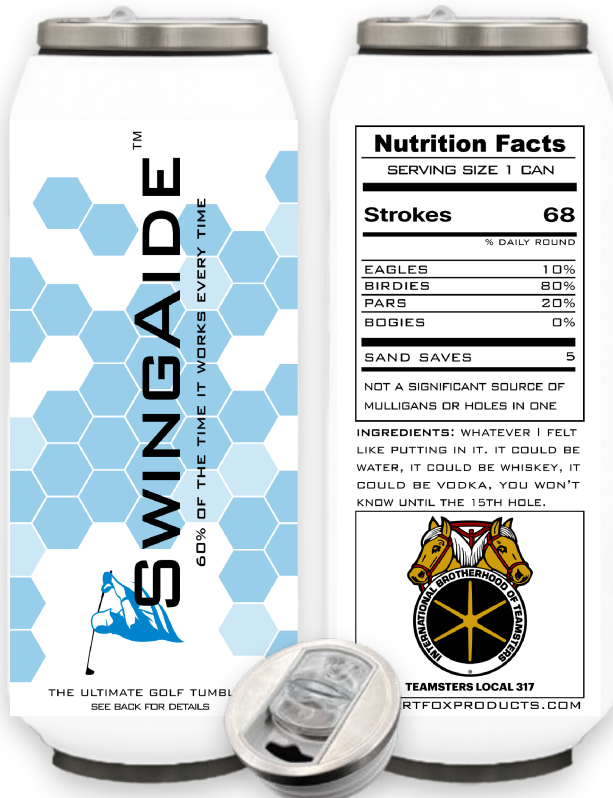 SWINGAIDE™
60% OF THE TIME IT WORKS EVERY TIME
THE ULTIMATE GOLF
SEE BACK FOR DETAILS
Nutrition Facts
SERVING SIZE 1 CAN
Strokes 68
% DAILY ROUND
EAGLES 10%
BIRDIES 80%
PARS 20%
BOGIES 0%
SAND SAVES 5
NOT A SIGNIFICANT SOURCE OF
MULLIGANS OR HOLES IN ONE
INGREDIENTS: WHATEVER I FELT
LIKE PUTTING IN IT. IT COULD BE
WATER, IT COULD BE WHISKEY, IT
COULD BE VODKA, YOU WON'T
KNOW UNTIL THE 15TH HOLE.
INTERNATIONAL BROTHERHOOD OF TEAMSTERS
®
TEAMSTERS LOCAL 317
RTFOXPRODUCTS.COM